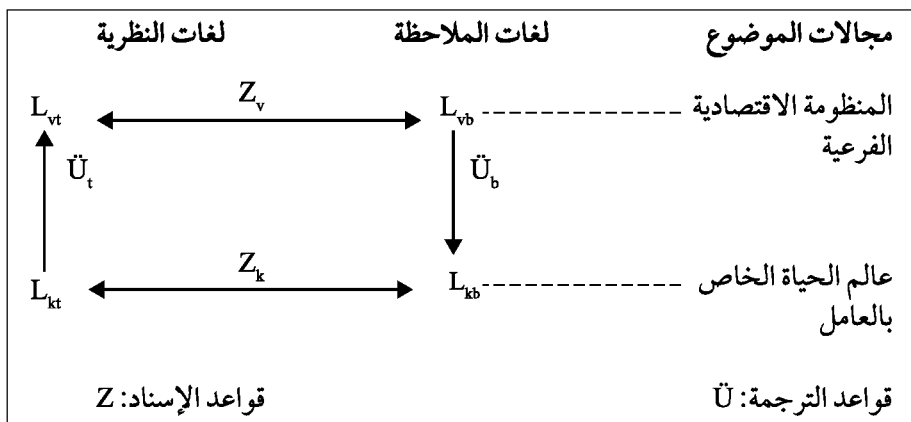 مجالات الموضوع لغات الملاحظة لغات النظرية
المنظومة الاقتصادية L_vb Z_v L_vt
الفرعية
Ü_b Ü_t
عالم الحياة الخاص L_kb Z_k L_kt
بالعامل
Ü :قواعد الترجمة Z :قواعد الإسناد